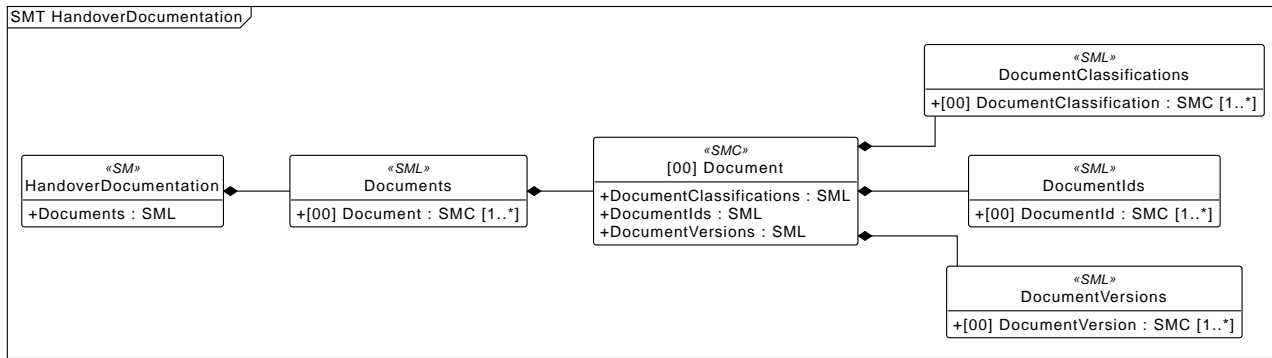 SMT HandoverDocumentation
«SM»
HandoverDocumentation
+Documents : SML
«SML»
Documents
+[00] Document : SMC [1..*]
«SMC»
[00] Document
+DocumentClassifications : SML
+DocumentIds : SML
+DocumentVersions : SML
«SML»
DocumentClassifications
+[00] DocumentClassification : SMC [1..*]
«SML»
DocumentIds
+[00] DocumentId : SMC [1..*]
«SML»
DocumentVersions
+[00] DocumentVersion : SMC [1..*]